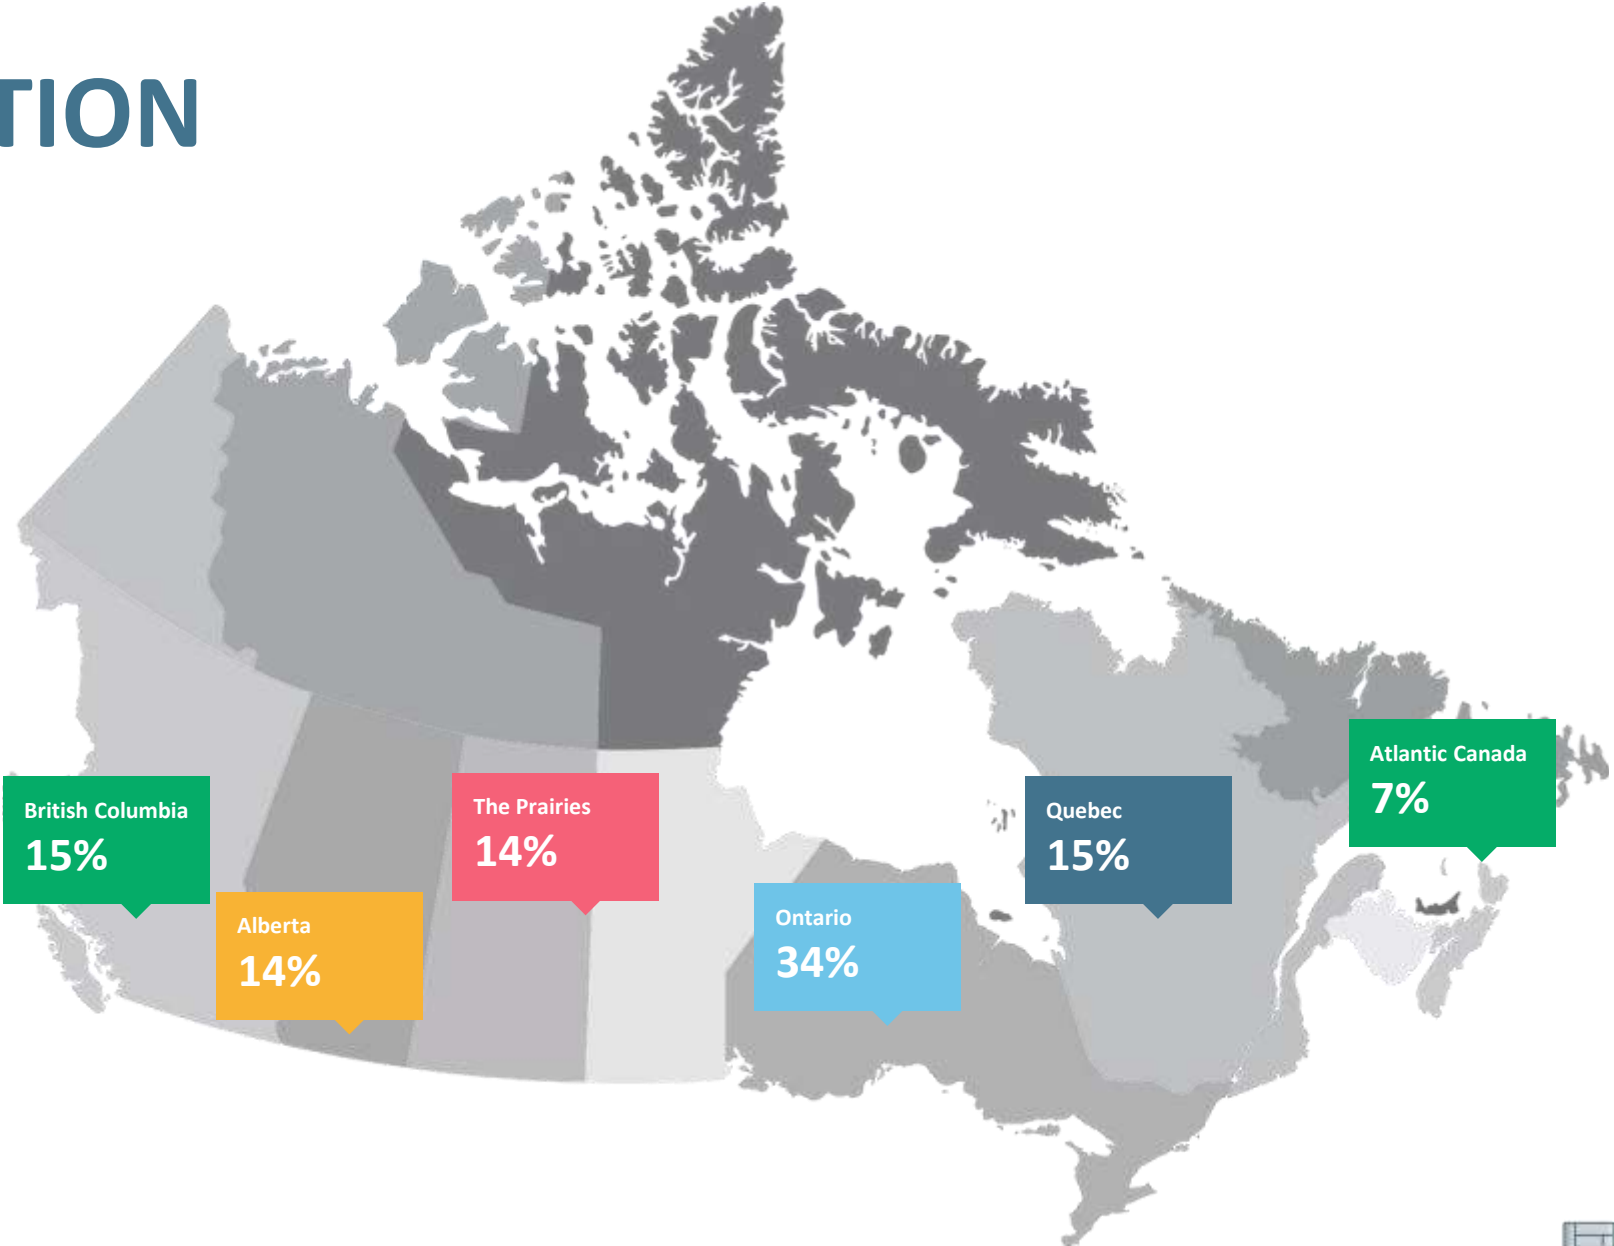 TION
British Columbia
15%
Alberta
14%
The Prairies
14%
Ontario
34%
Quebec
15%
Atlantic Canada
7%